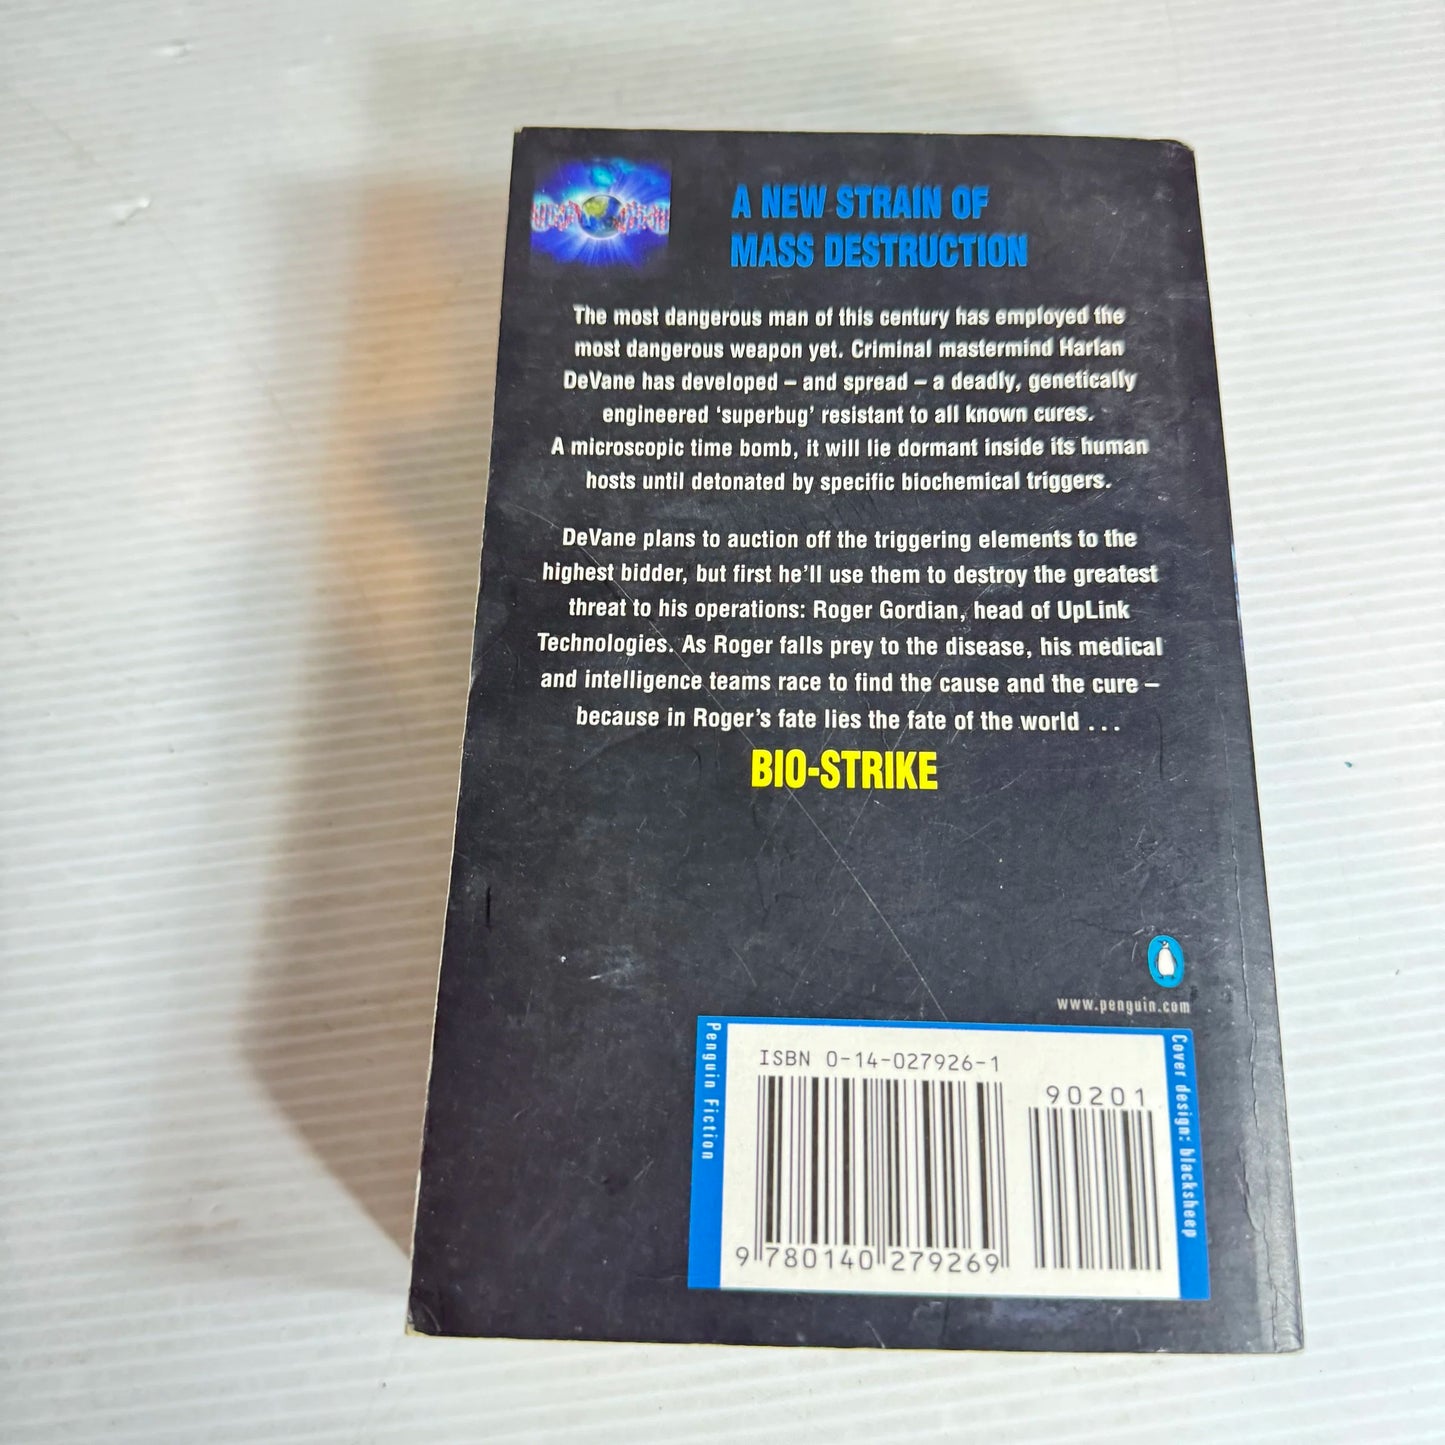 A NEW STRAIN OF
MASS DESTRUCTION
The most dangerous man of this century has employed the
most dangerous weapon yet. Criminal mastermind Harlan
DeVane has developed – and spread – a deadly, genetically
engineered ‘superbug’ resistant to all known cures.
A microscopic time bomb, it will lie dormant inside its human
hosts until detonated by specific biochemical triggers.
DeVane plans to auction off the triggering elements to the
highest bidder, but first he’ll use them to destroy the greatest
threat to his operations: Roger Gordian, head of UpLink
Technologies. As Roger falls prey to the disease, his medical
and intelligence teams race to find the cause and the cure –
because in Roger’s fate lies the fate of the world . . .
BIO-STRIKE
www.penguin.com
Penguin Fiction
ISBN 0-14-027926-1
90201
9 780140 279269
Cover design: blacksheep